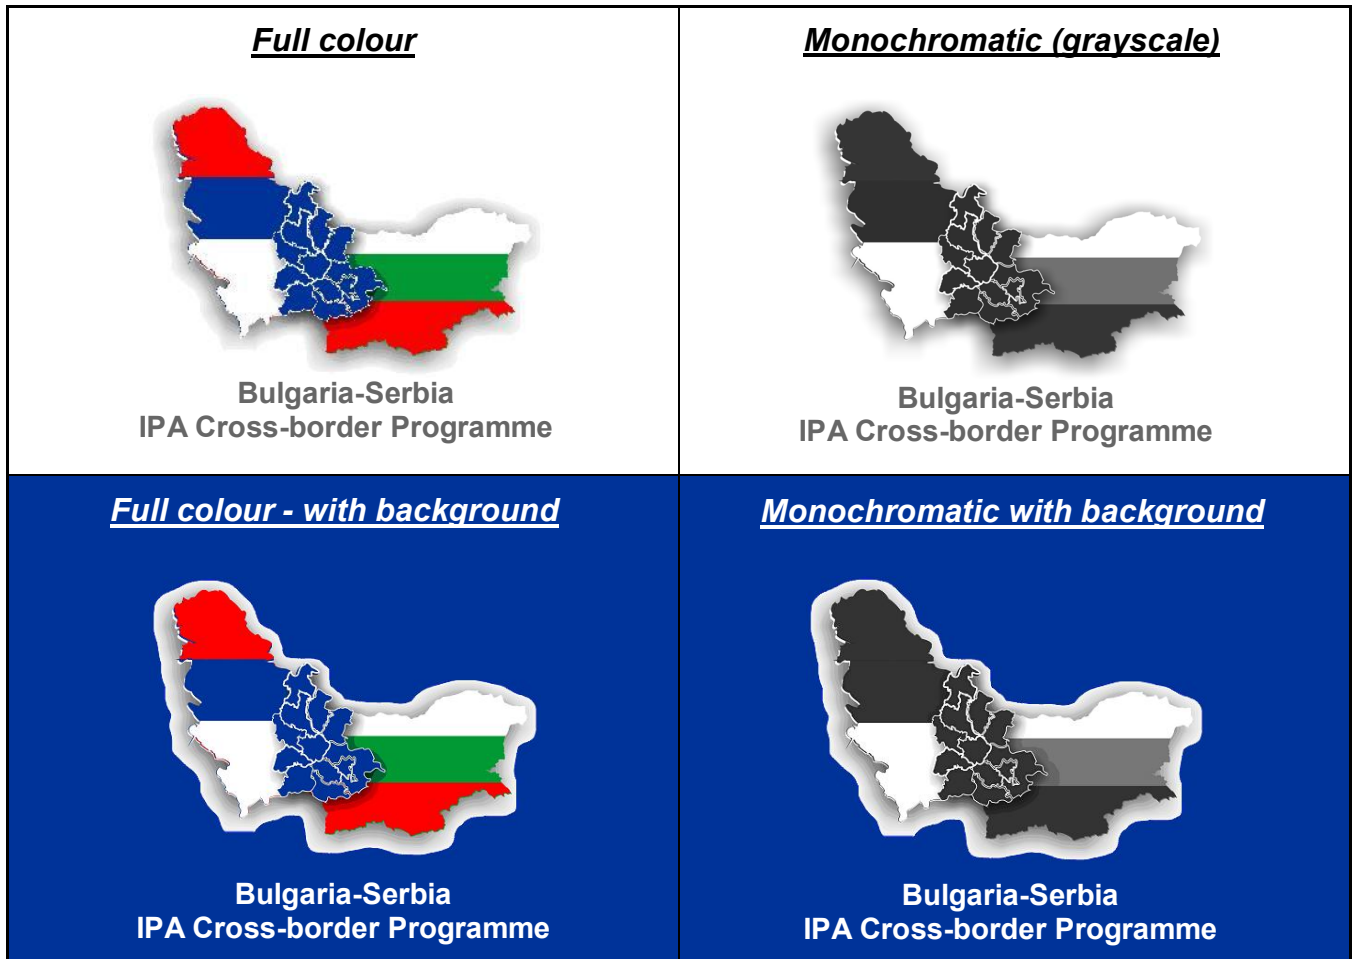 Full colour
Monochromatic (grayscale)
Bulgaria-Serbia
IPA Cross-border Programme
Bulgaria-Serbia
IPA Cross-border Programme
Full colour - with background
Monochromatic with background
Bulgaria-Serbia
IPA Cross-border Programme
Bulgaria-Serbia
IPA Cross-border Programme